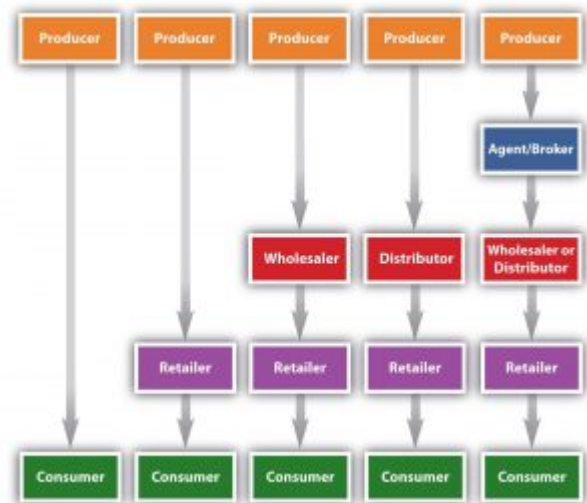 Producer Producer Producer Producer Producer
Agent/Broker
Wholesaler Distributor Wholesaler or
Distributor
Retailer Retailer Retailer Retailer
Consumer Consumer Consumer Consumer Consumer